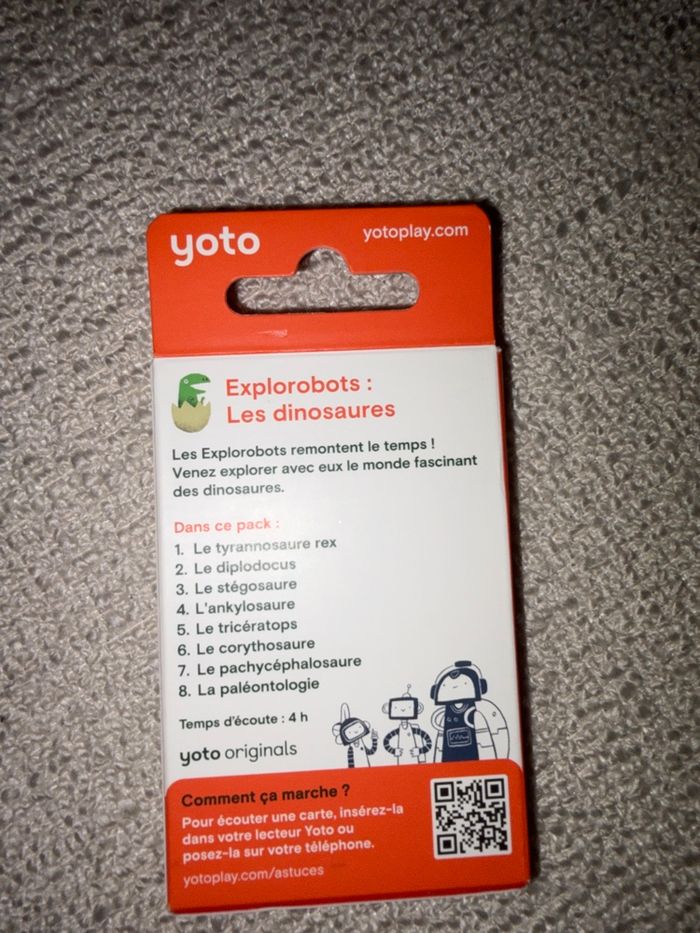 yoto
yotoplay.com
Explorobots :
Les dinosaures
Les Explorobots remontent le temps !
Venez explorer avec eux le monde fascinant
des dinosaures.
Dans ce pack :
1. Le tyrannosaure rex
2. Le diplodocus
3. Le stégosaure
4. L'ankylosaure
5. Le tricératops
6. Le corythosaure
7. Le pachycéphalosaure
8. La paléontologie
Temps d'écoute : 4 h
yoto originals
Comment ça marche ?
Pour écouter une carte, insérez-la
dans votre lecteur Yoto ou
posez-la sur votre téléphone.
yotoplay.com/astuces